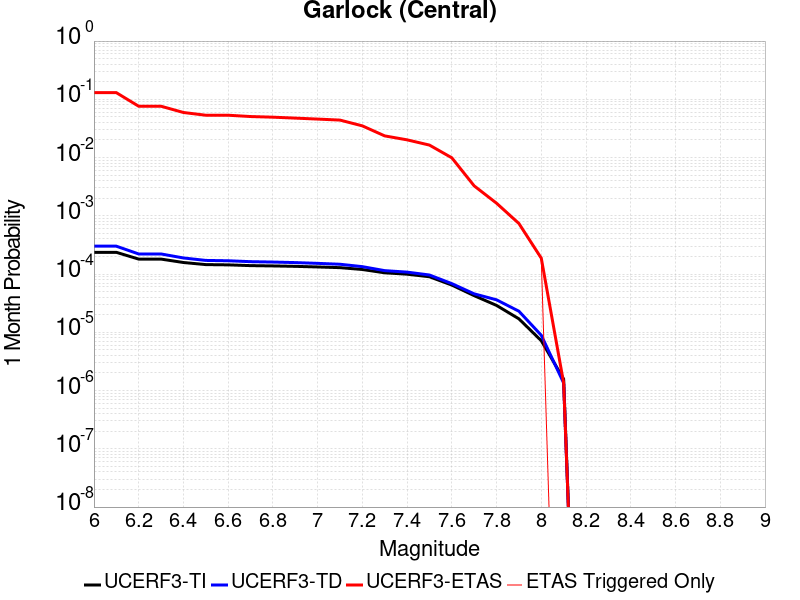 Garlock (Central)
10^0
10^-1
10^-2
10^-3
10^-4
10^-5
10^-6
10^-7
10^-8
1 Month Probability
6 6.2 6.4 6.6 6.8 7 7.2 7.4 7.6 7.8 8 8.2 8.4 8.6 8.8 9
Magnitude
UCERF3-TI UCERF3-TD UCERF3-ETAS ETAS Triggered Only